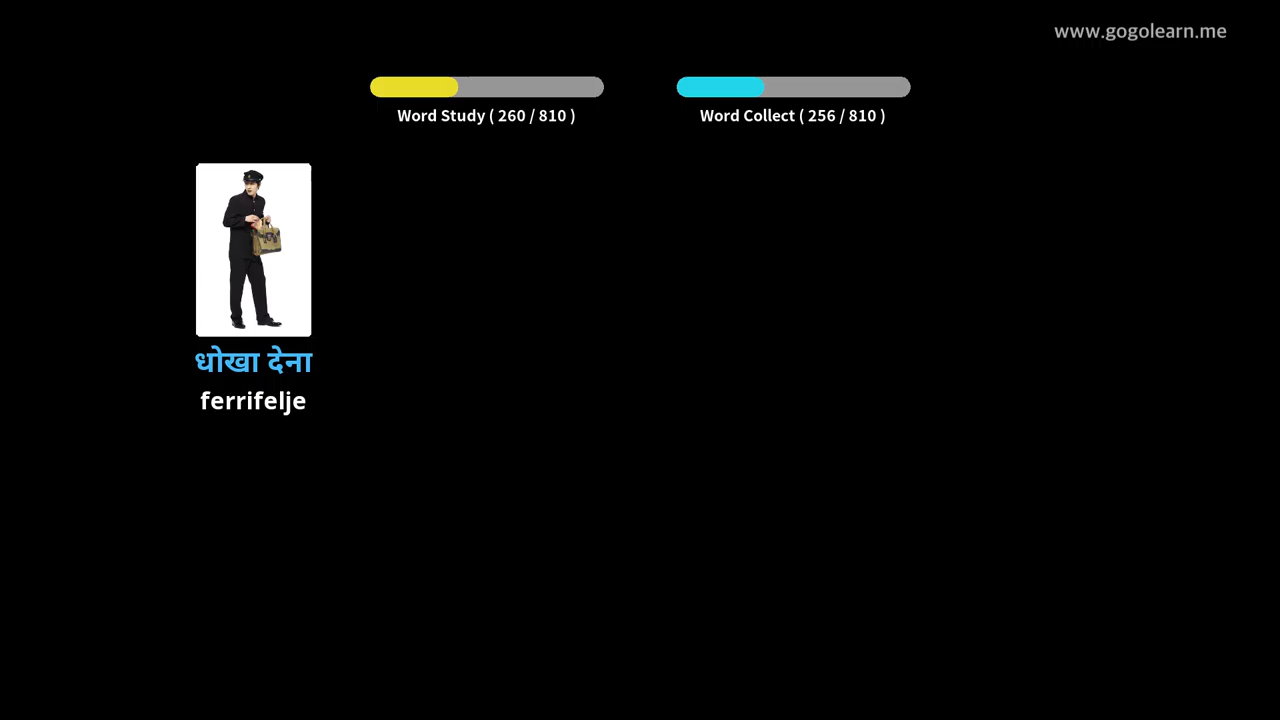 www.gogolearn.me
Word Study ( 260 / 810 )
Word Collect ( 256 / 810 )
धोखा देना
ferrifelje